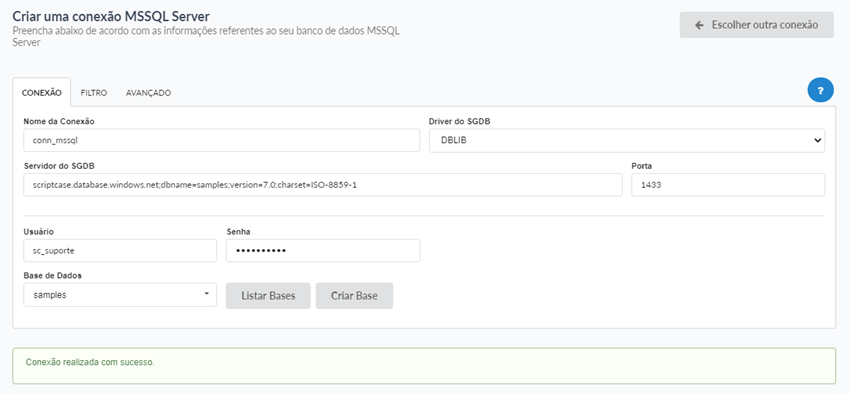 Criar uma conexão MSSQL Server
Preencha abaixo de acordo com as informações referentes ao seu banco de dados MSSQL
Server
Escolher outra conexão
CONEXÃO FILTRO AVANÇADO
?
Nome da Conexão
conn_mssql
Driver do SGDB
DBLIB
Servidor do SGDB
scriptcase.database.windows.net;dbname=samples;version=7.0;charset=ISO-8859-1
Porta
1433
Usuário
sc_suporte
Senha
••••••••••
Base de Dados
samples
Listar Bases
Criar Base
Conexão realizada com sucesso.